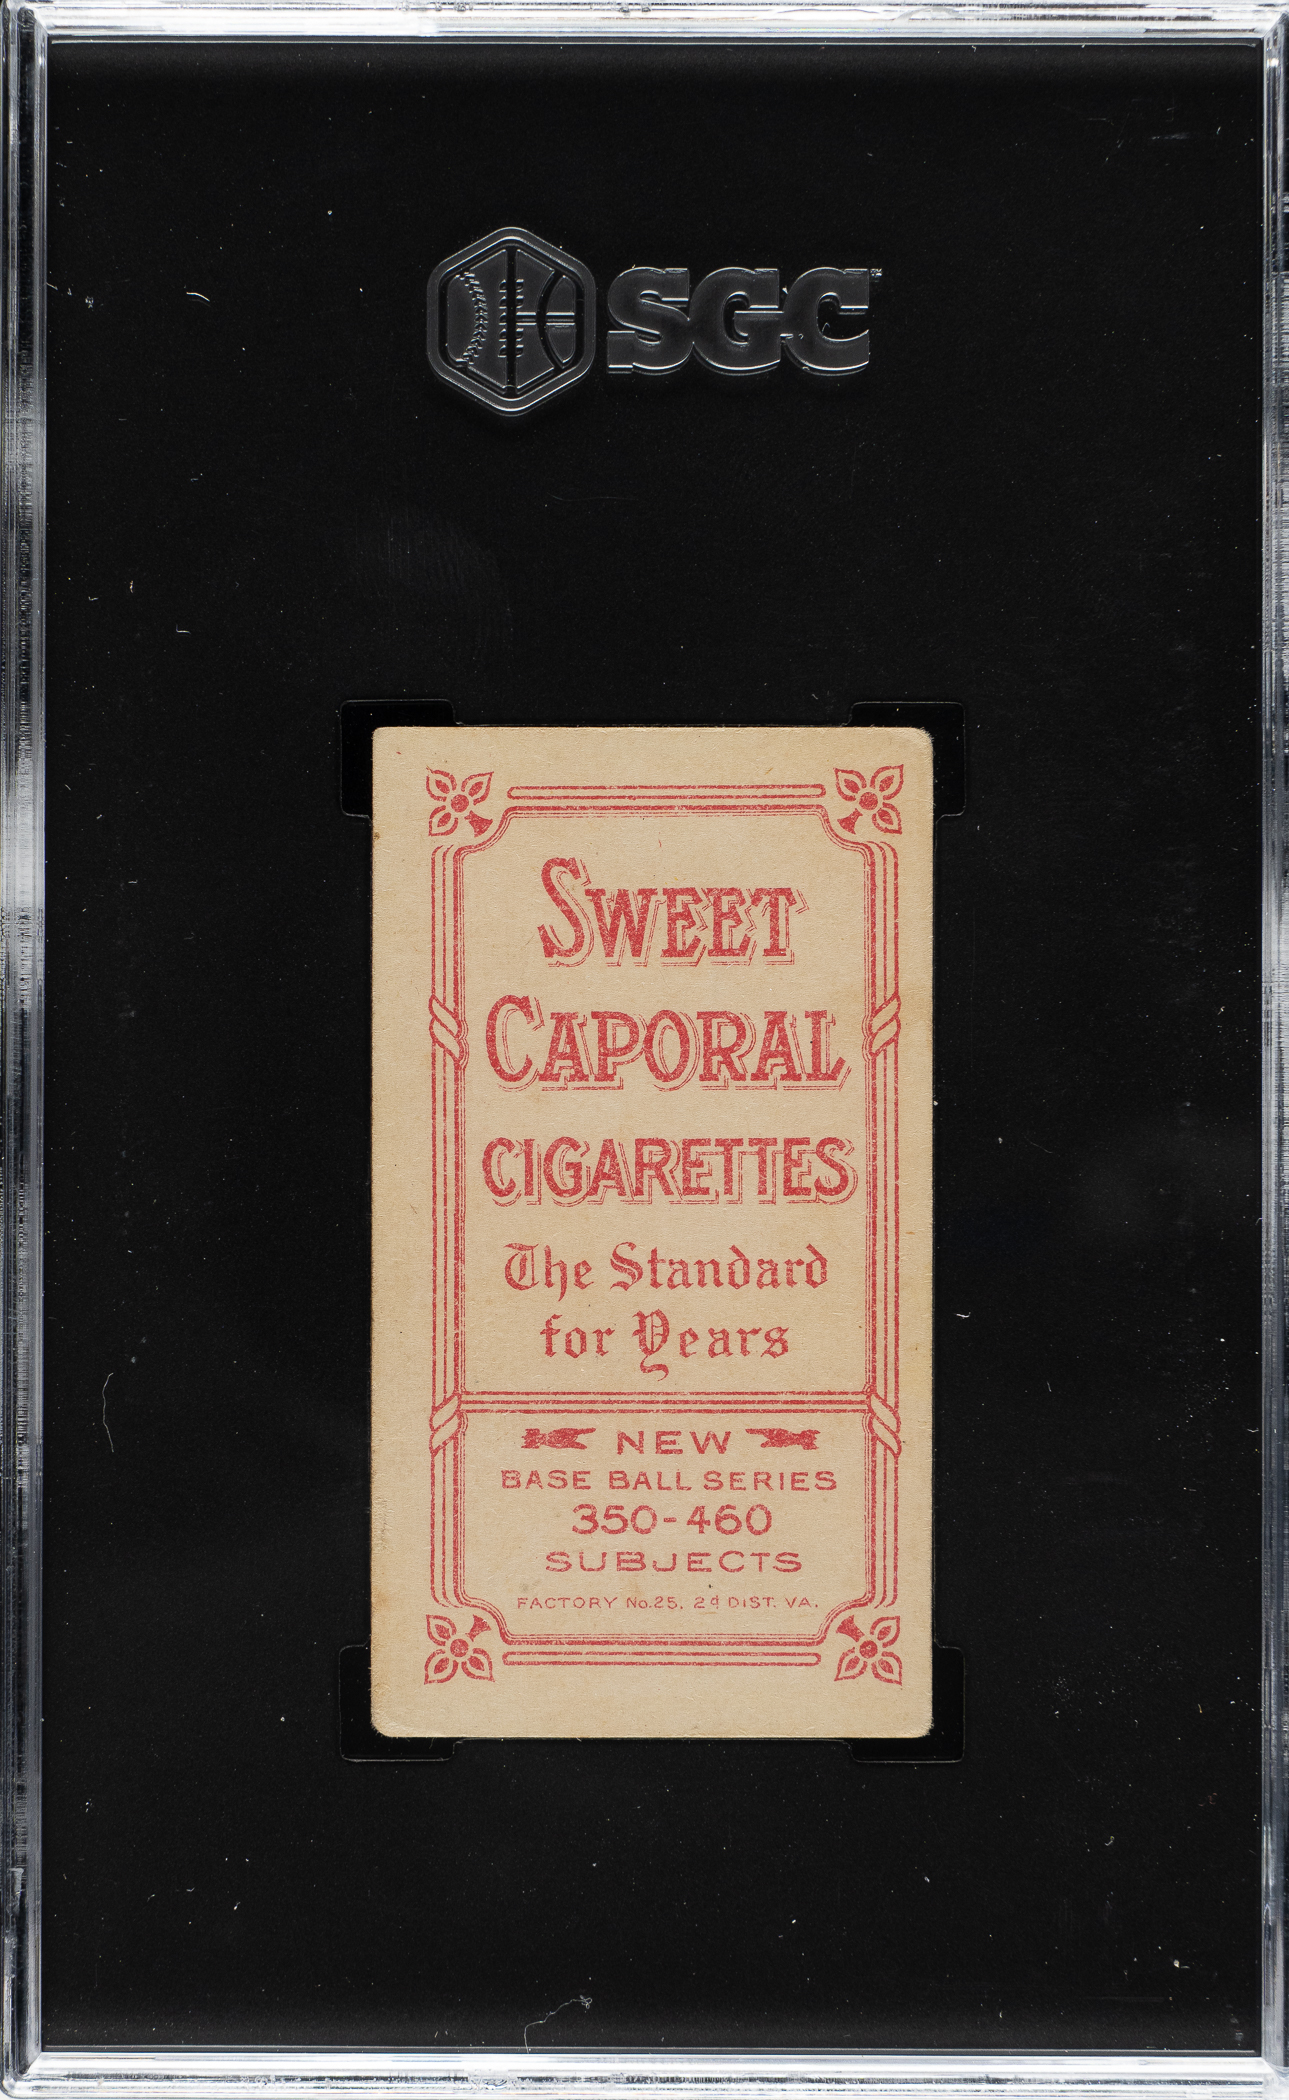 SGC™
SWEET
CAPORAL
CIGARETTES
The Standard
for Years
NEW
BASE BALL SERIES
350-460
SUBJECTS
FACTORY No.25, 2d DIST. VA.